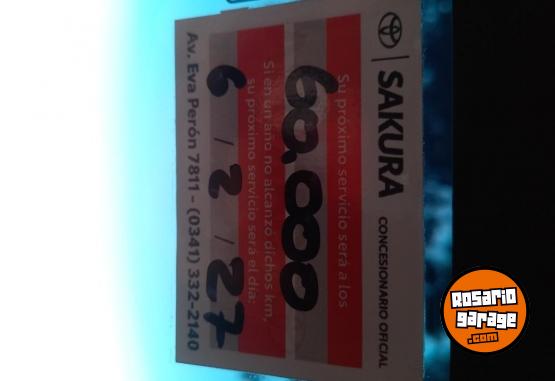 SAKURA CONCESIONARIO OFICIAL
Su próximo servicio será a los
60.000
Si en un año no alcanzó dichos km,
su próximo servicio será el día:
6 / 2 / 27
Av. Eva Perón 7811 - (0341) 332-2140
Rosario
garage
.com